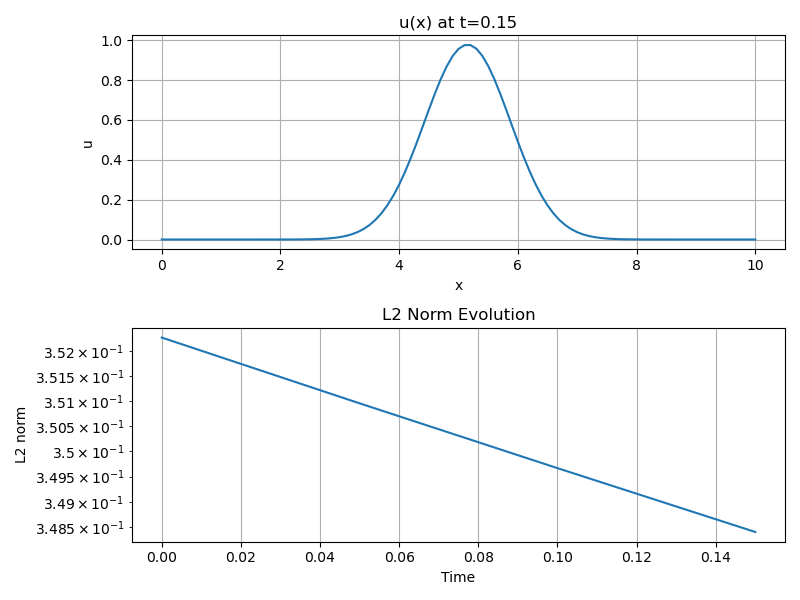 u(x) at t=0.15
1.0
0.8
0.6
0.4
0.2
0.0
u
0 2 4 6 8 10
x
L2 Norm Evolution
3.52 × 10⁻¹
3.515 × 10⁻¹
3.51 × 10⁻¹
3.505 × 10⁻¹
3.5 × 10⁻¹
3.495 × 10⁻¹
3.49 × 10⁻¹
3.485 × 10⁻¹
L2 norm
0.00 0.02 0.04 0.06 0.08 0.10 0.12 0.14
Time